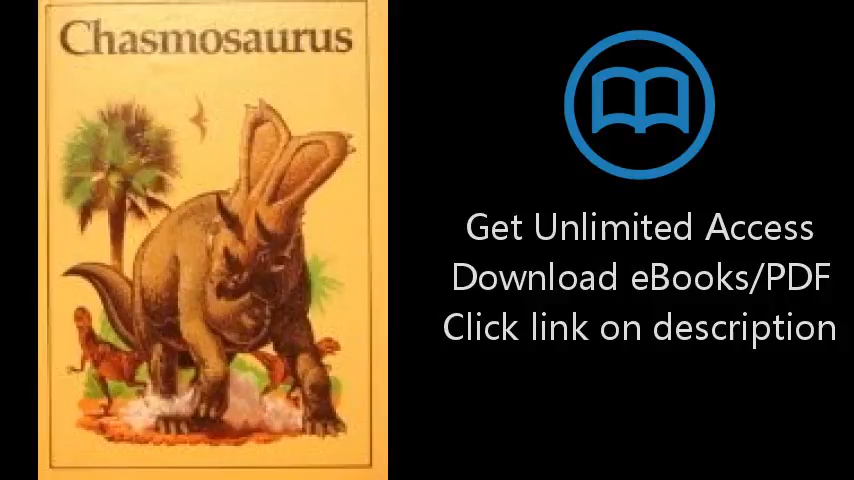 Chasmosaurus
Get Unlimited Access
Download eBooks/PDF
Click link on description